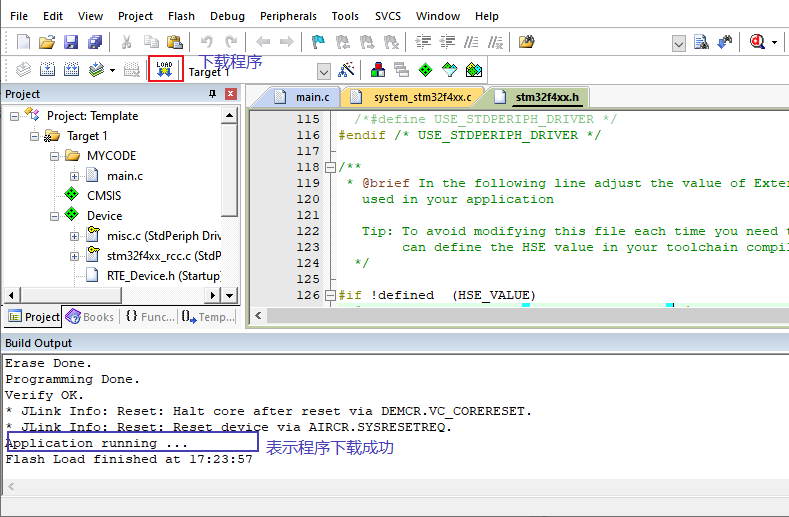 File Edit View Project Flash Debug Peripherals Tools SVCS Window Help
LOAD
下载程序
Target 1
Project
main.c system_stm32f4xx.c stm32f4xx.h
Project: Template
Target 1
MYCODE
main.c
CMSIS
Device
misc.c (StdPeriph Driv
stm32f4xx_rcc.c (StdP
RTE_Device.h (Startup)
115 /*#define USE_STDPERIPH_DRIVER */
116 #endif /* USE_STDPERIPH_DRIVER */
117
118 /**
119 * @brief In the following line adjust the value of Exter
120 used in your application
121
122 Tip: To avoid modifying this file each time you need t
123 can define the HSE value in your toolchain compil
124 */
125
126 #if !defined (HSE_VALUE)
Project Books {} Func... Temp...
Build Output
Erase Done.
Programming Done.
Verify OK.
* JLink Info: Reset: Halt core after reset via DEMCR.VC_CORERESET.
* JLink Info: Reset: Reset device via AIRCR.SYSRESETREQ.
Application running ...
表示程序下载成功
Flash Load finished at 17:23:57